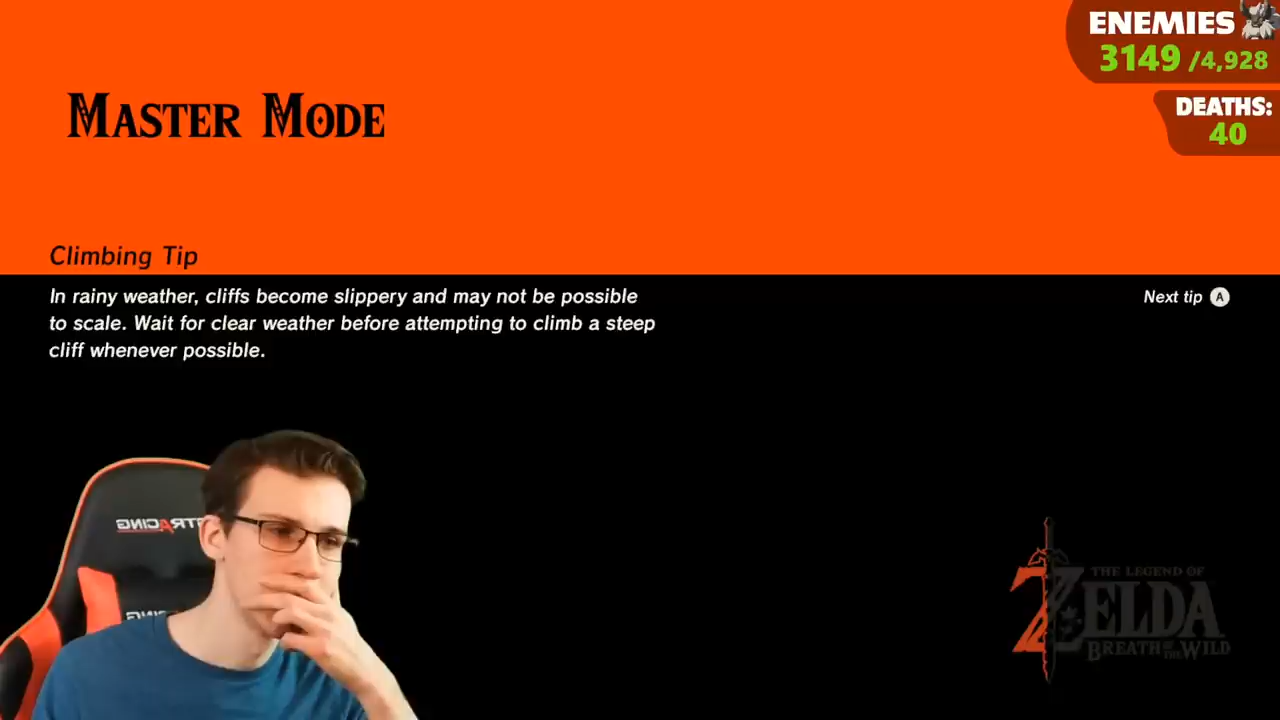 ENEMIES
3149 /4,928
DEATHS:
40
MASTER MODE
Climbing Tip
In rainy weather, cliffs become slippery and may not be possible
to scale. Wait for clear weather before attempting to climb a steep
cliff whenever possible.
Next tip A
THE LEGEND OF
ZELDA
BREATH OF THE WILD